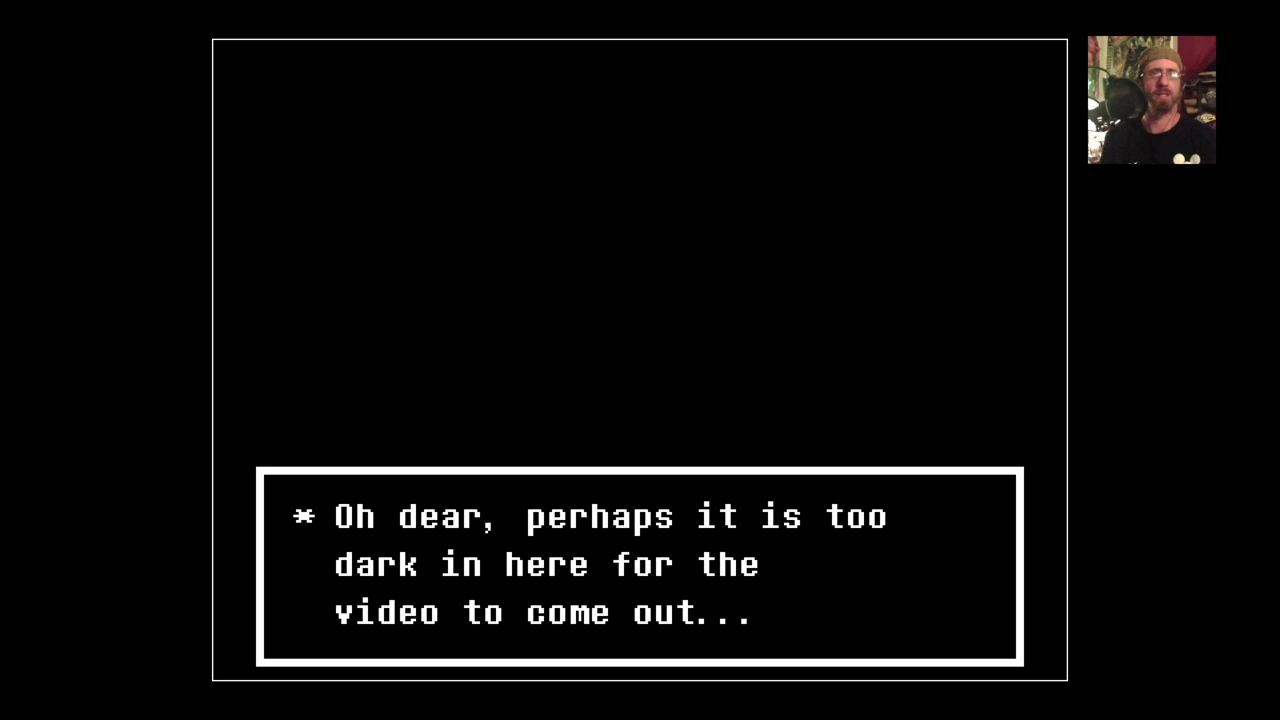 * Oh dear, perhaps it is too
dark in here for the
video to come out...